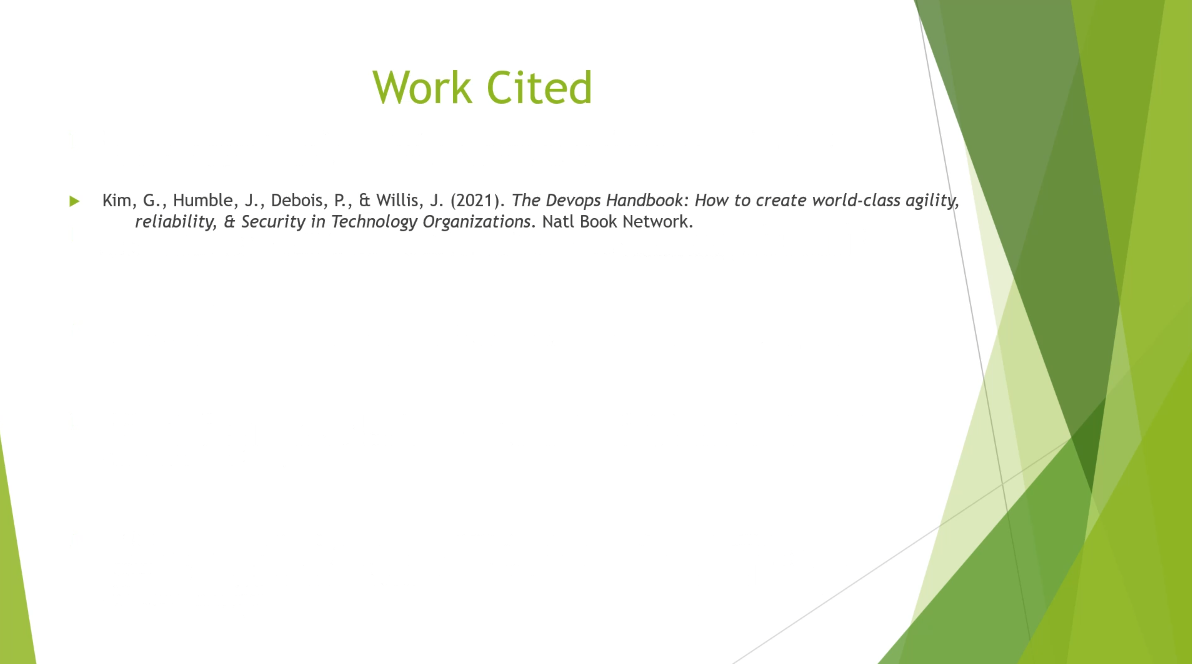 Work Cited
Kim, G., Humble, J., Debois, P., & Willis, J. (2021). The Devops Handbook: How to create world-class agility,
reliability, & Security in Technology Organizations. Natl Book Network.